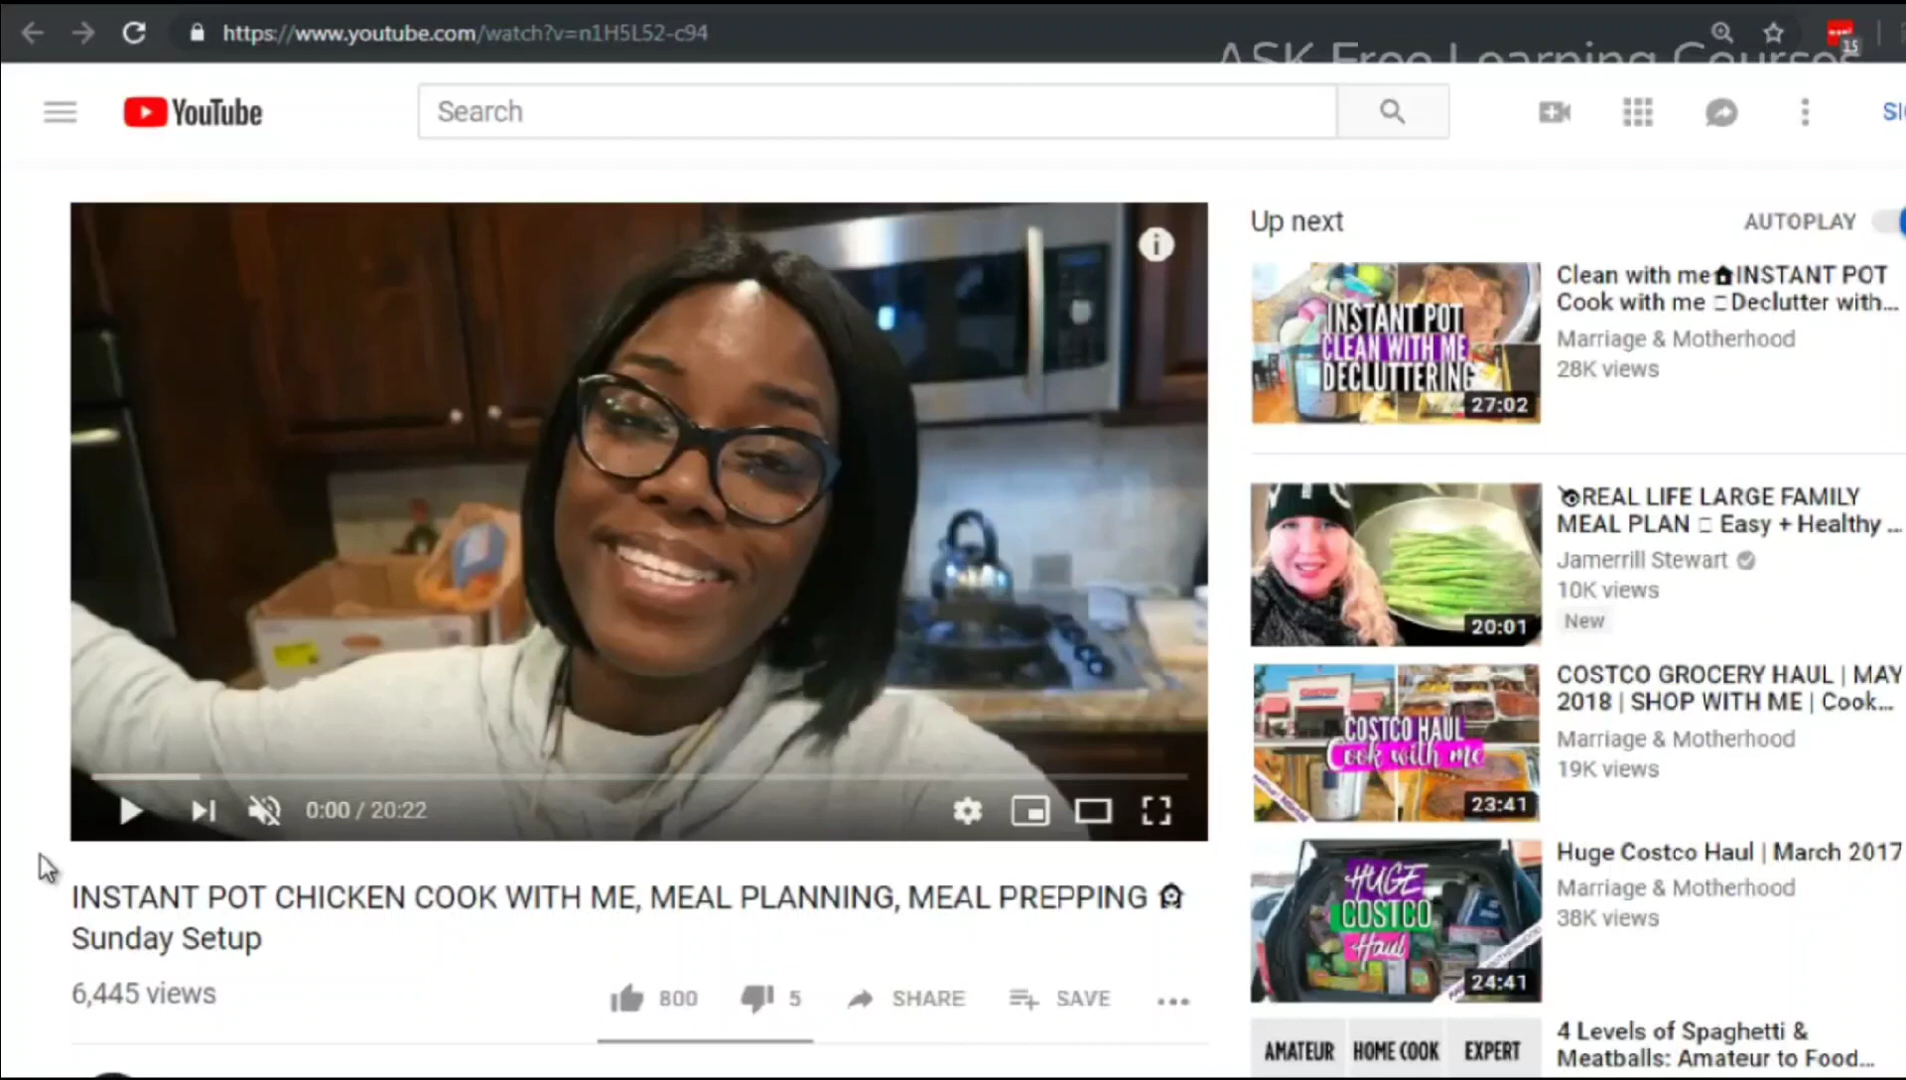 https://www.youtube.com/watch?v=n1H5L52-c94
15
ASK Free Learning Courses
YouTube
Search
Up next
AUTOPLAY
INSTANT POT
CLEAN WITH ME
DECLUTTERING
27:02
Clean with me INSTANT POT
Cook with me Declutter with...
Marriage & Motherhood
28K views
20:01
REAL LIFE LARGE FAMILY
MEAL PLAN Easy + Healthy ...
Jamerrill Stewart
10K views
New
COSTCO HAUL
Cook with me
23:41
COSTCO GROCERY HAUL | MAY
2018 | SHOP WITH ME | Cook...
Marriage & Motherhood
19K views
HUGE
COSTCO
Haul
24:41
Huge Costco Haul | March 2017
Marriage & Motherhood
38K views
AMATEUR HOME COOK EXPERT
4 Levels of Spaghetti &
Meatballs: Amateur to Food...
0:00 / 20:22
INSTANT POT CHICKEN COOK WITH ME, MEAL PLANNING, MEAL PREPPING
Sunday Setup
6,445 views
800
5
SHARE
SAVE